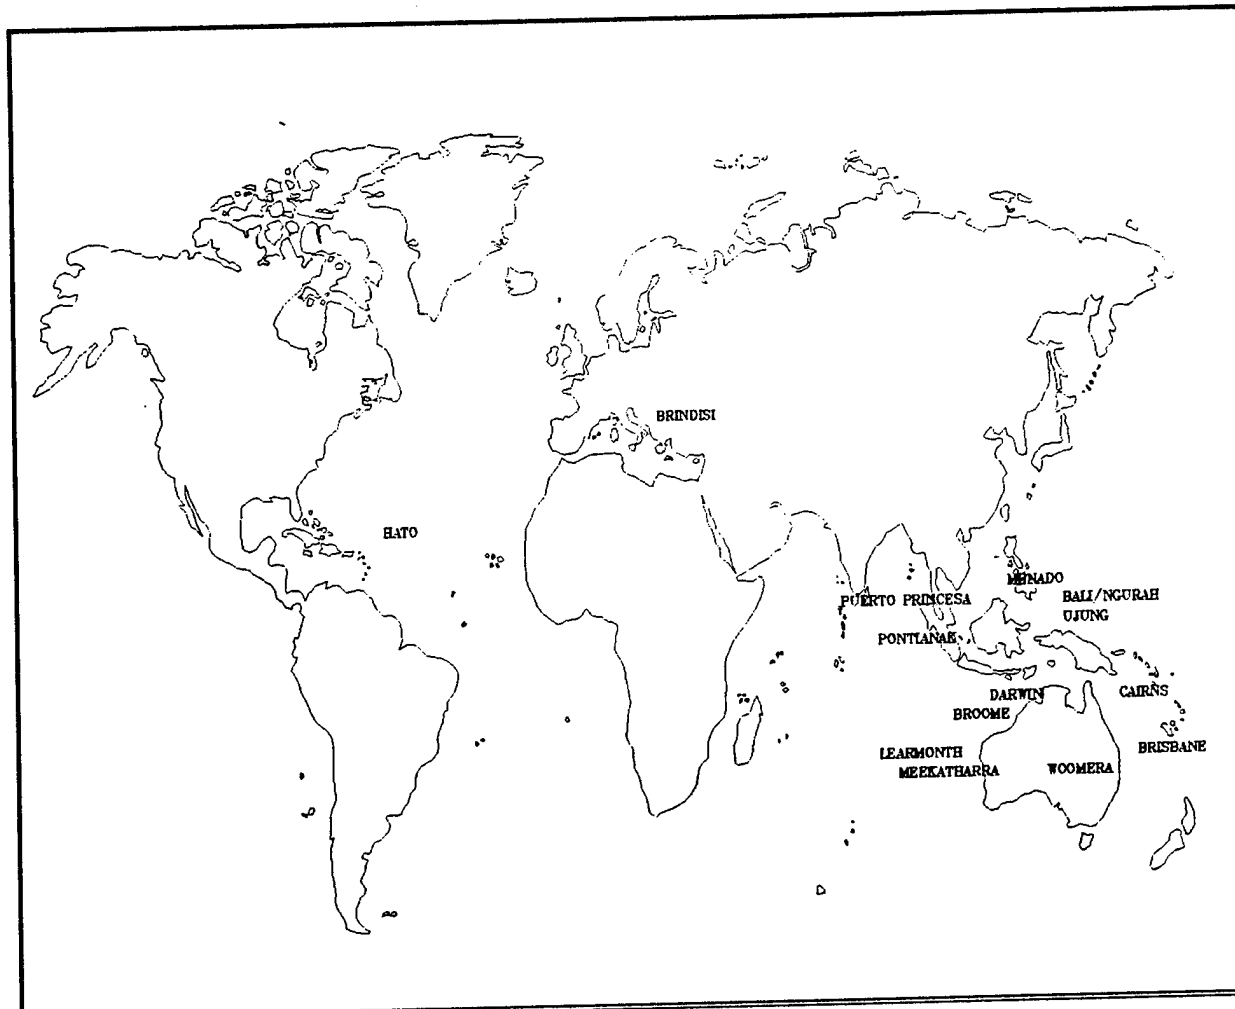 BRINDISI
HATO
MENADO
PUERTO PRINCESA
BALI/NGURAH
UJUNG
PONTIANAK
DARWIN
CAIRNS
BROOME
BRISBANE
LEARMONTH
MEEKATHARRA
WOOMERA